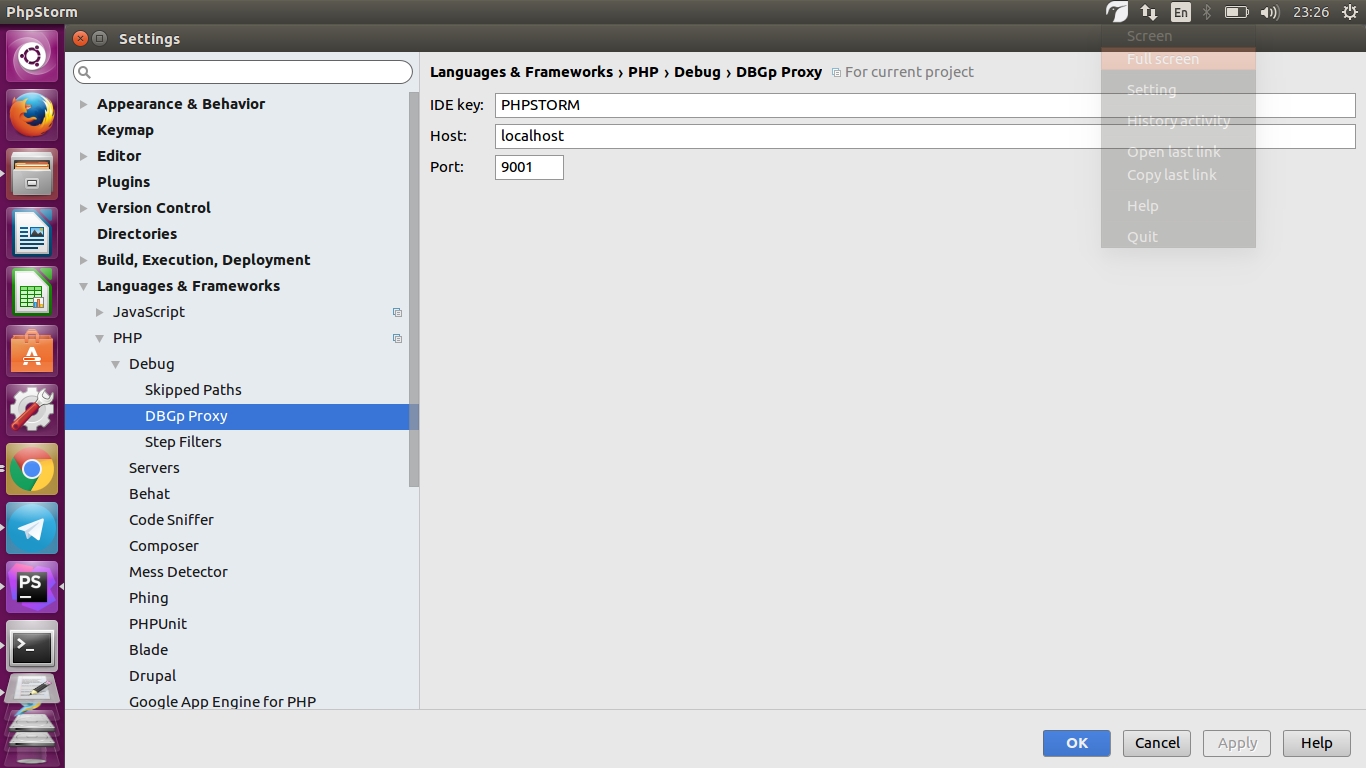 PhpStorm
En
23:26
Settings
Screen
Full screen
Setting
History activity
Open last link
Copy last link
Help
Quit
Appearance & Behavior
Keymap
Editor
Plugins
Version Control
Directories
Build, Execution, Deployment
Languages & Frameworks
JavaScript
PHP
Debug
Skipped Paths
DBGp Proxy
Step Filters
Servers
Behat
Code Sniffer
Composer
Mess Detector
Phing
PHPUnit
Blade
Drupal
Google App Engine for PHP
Languages & Frameworks › PHP › Debug › DBGp Proxy For current project
IDE key: PHPSTORM
Host: localhost
Port: 9001
PS
>_
OK Cancel Apply Help